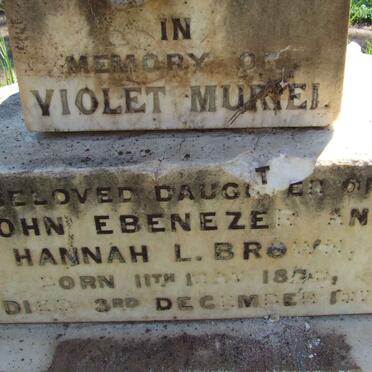 IN
MEMORY OF
VIOLET MURIEL
BELOVED DAUGHTER OF
JOHN EBENEZER AND
HANNAH L. BROWN
BORN 11TH
DIED 3RD DECEMBER